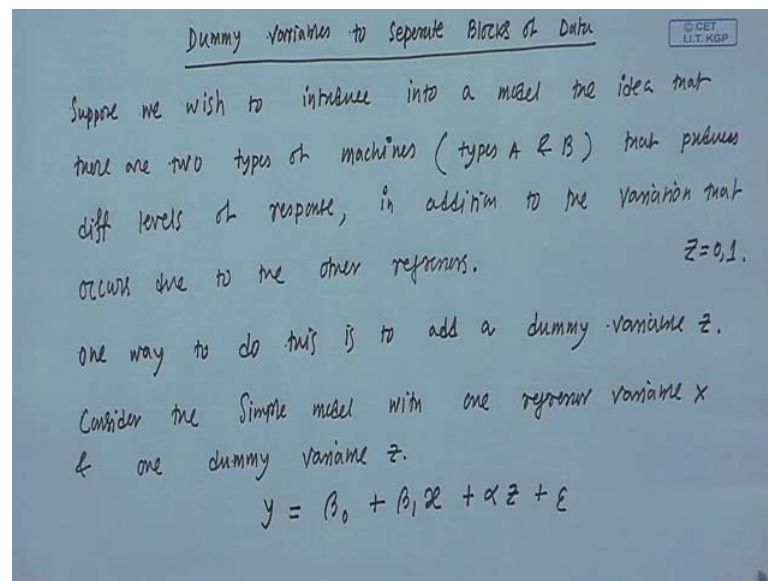 Dummy variables to Seperate Blocks of Data
© CET
I.I.T. KGP
Suppose we wish to introduce into a model the idea that
there are two types of machines ( types A & B ) that produces
diff levels of response, in addition to the variation that
occurs due to the other regressors.
Z=0,1.
one way to do this is to add a dummy variable Z.
Consider the Simple model with one regressor variable x
& one dummy variable Z.
y = β₀ + β₁ x + α Z + ε